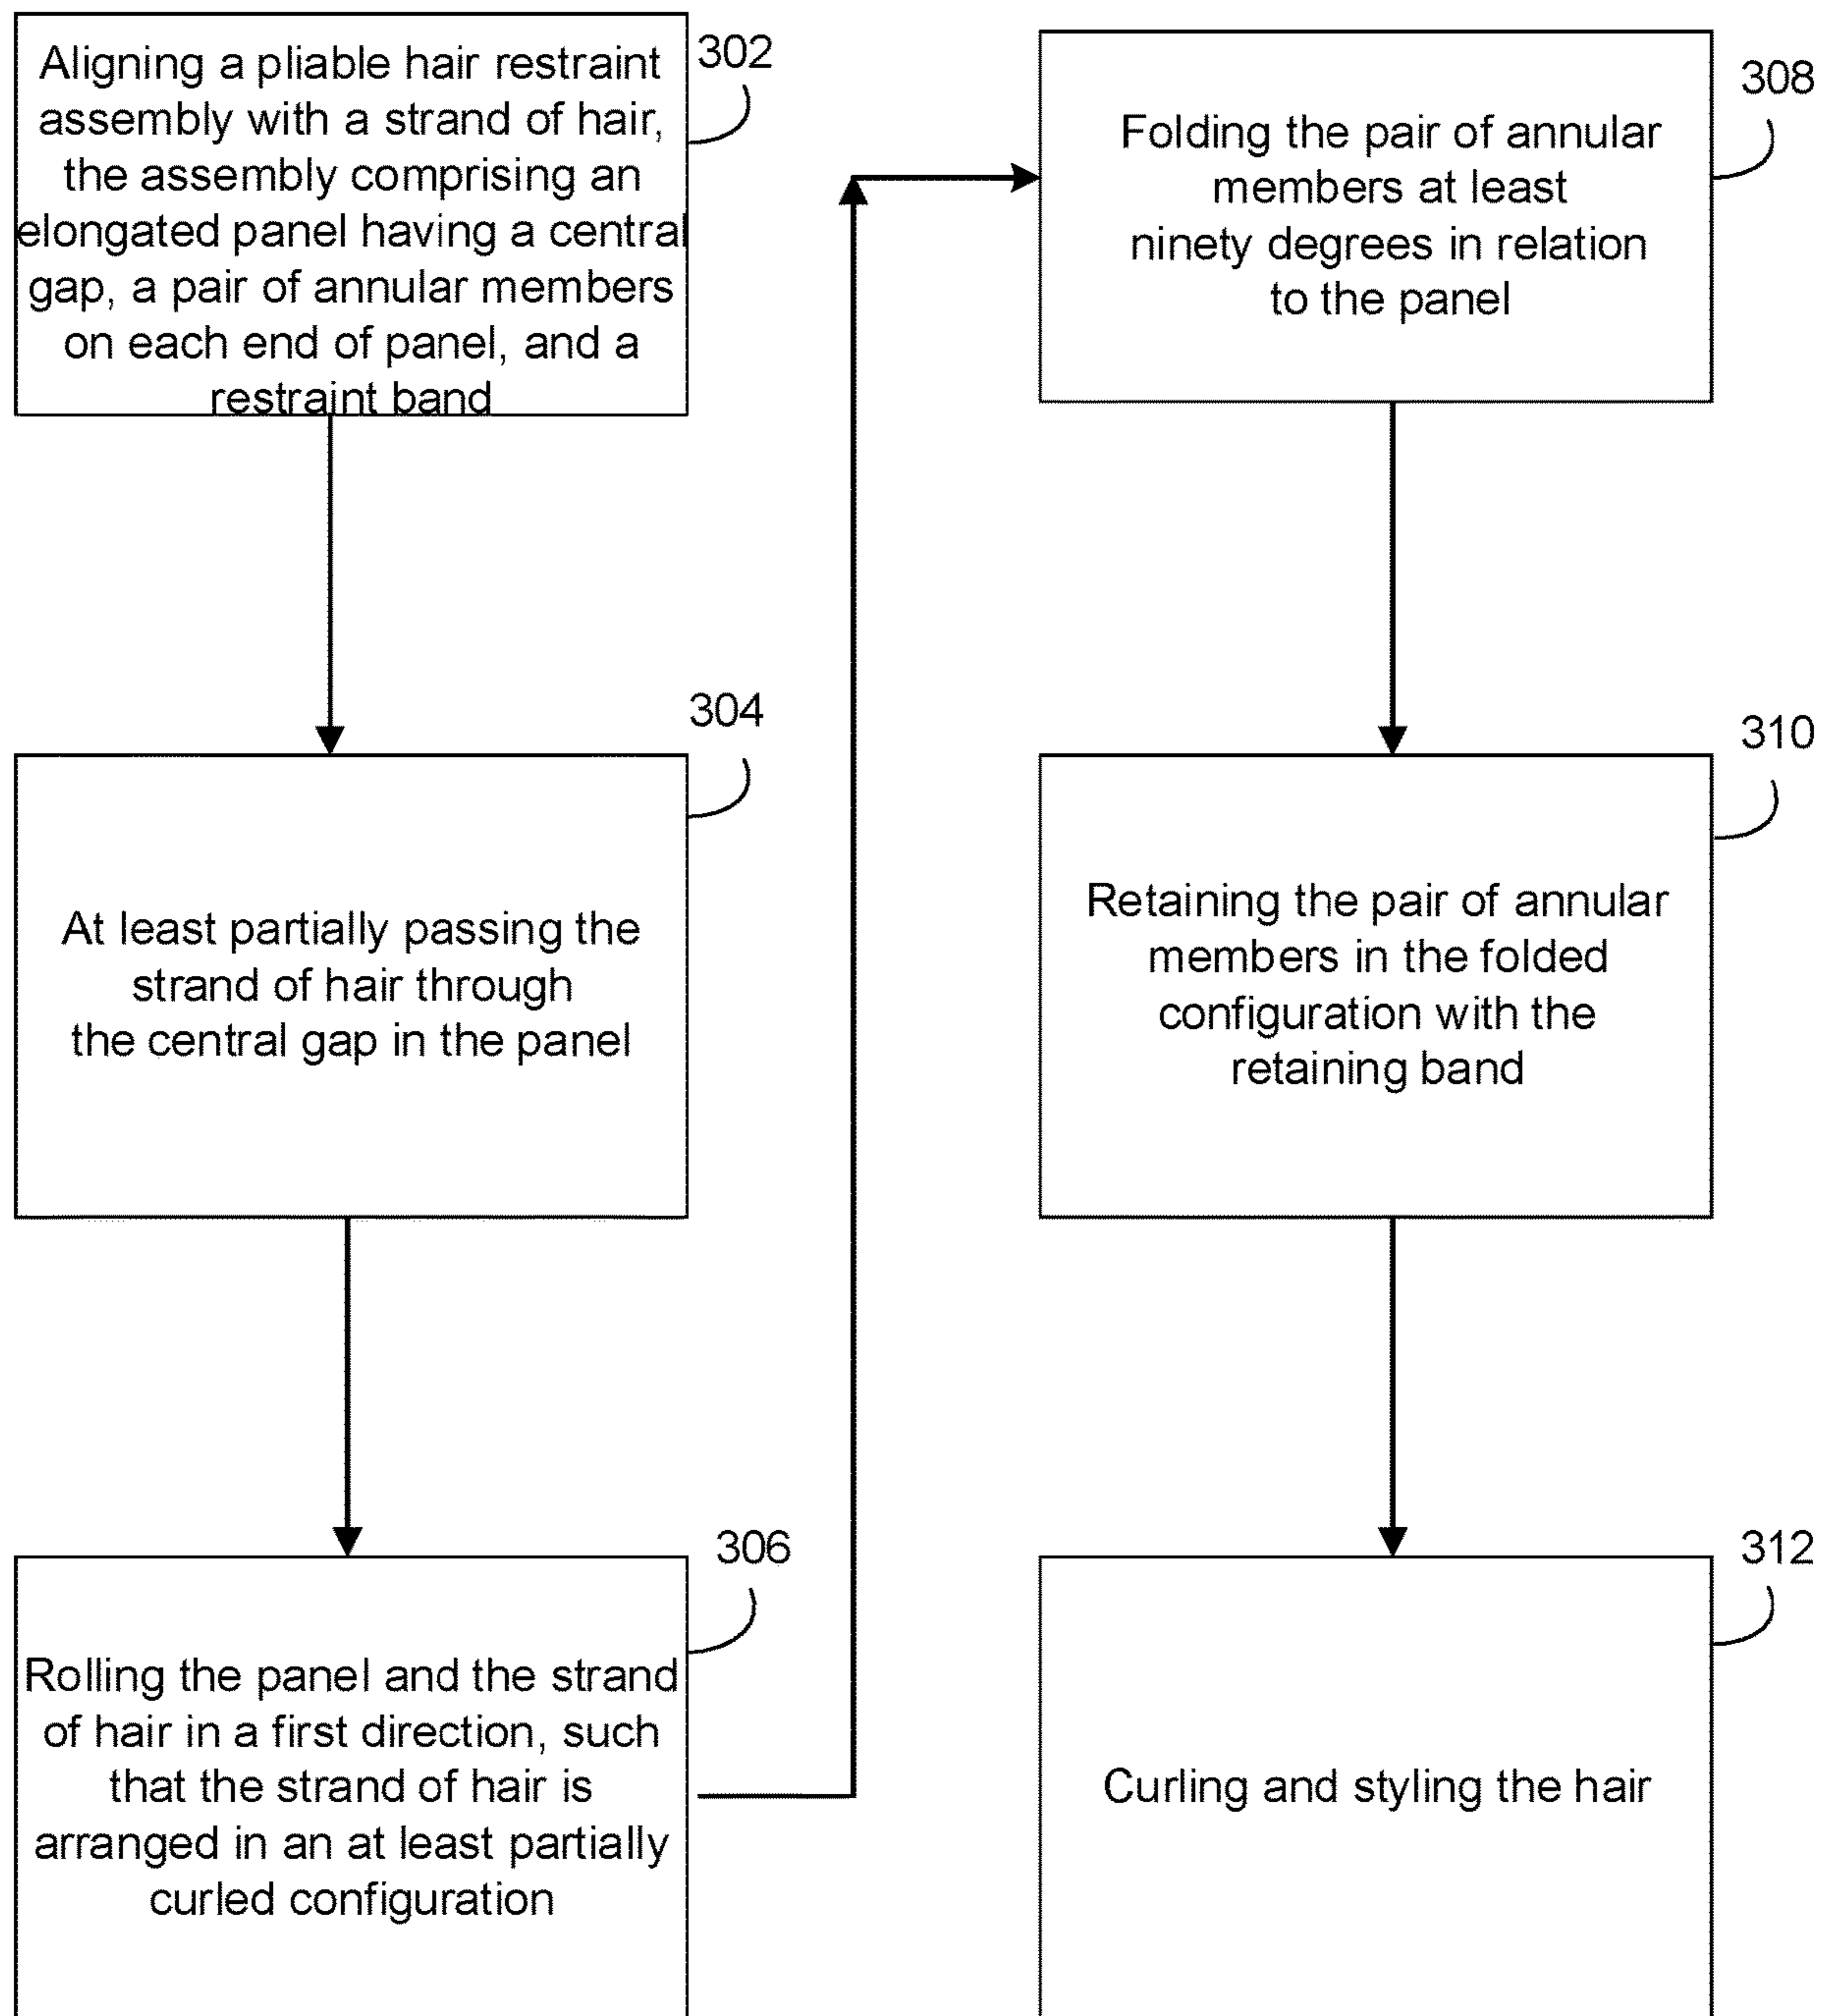 Aligning a pliable hair restraint
assembly with a strand of hair,
the assembly comprising an
elongated panel having a central
gap, a pair of annular members
on each end of panel, and a
restraint band
302
At least partially passing the
strand of hair through
the central gap in the panel
304
Rolling the panel and the strand
of hair in a first direction, such
that the strand of hair is
arranged in an at least partially
curled configuration
306
Folding the pair of annular
members at least
ninety degrees in relation
to the panel
308
Retaining the pair of annular
members in the folded
configuration with the
retaining band
310
Curling and styling the hair
312